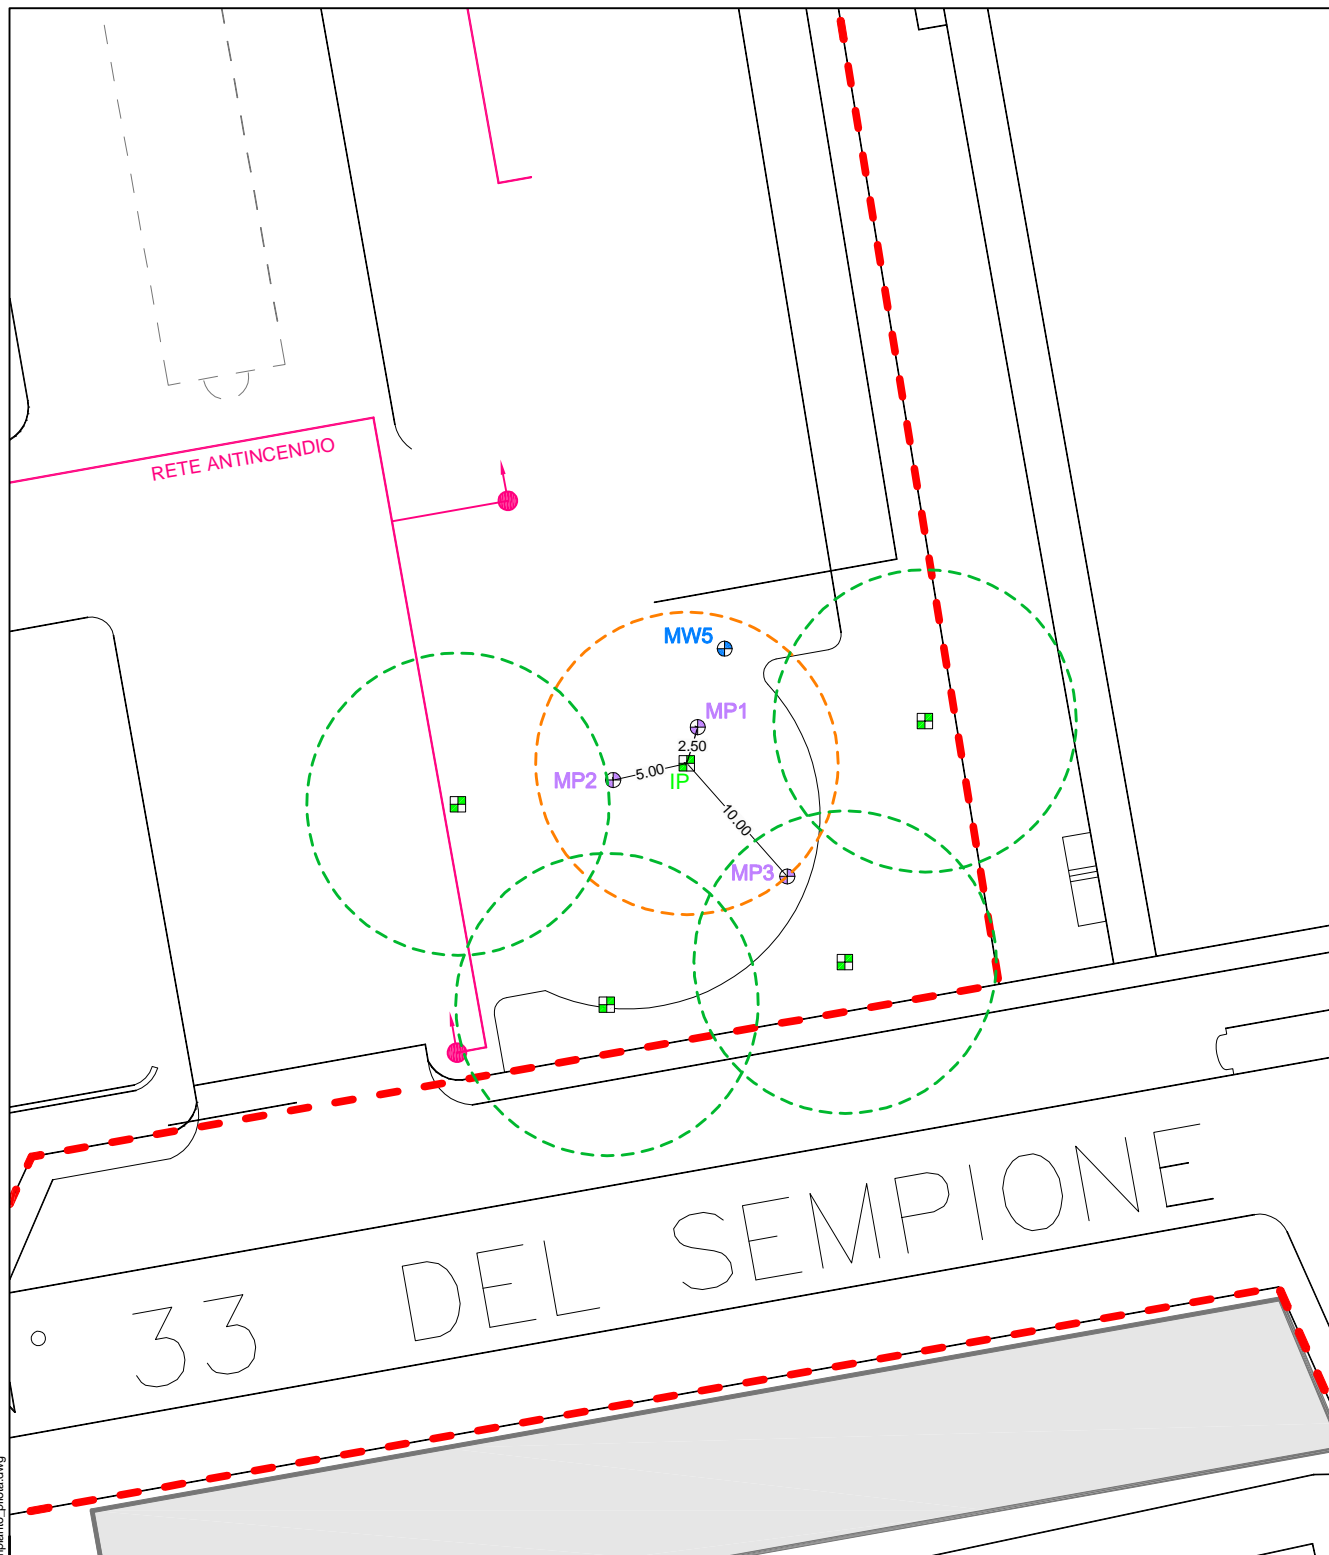 RETE ANTINCENDIO
MW5
MP1
2.50
MP2
5.00
IP
10.00
MP3
33 DEL SEMPIONE